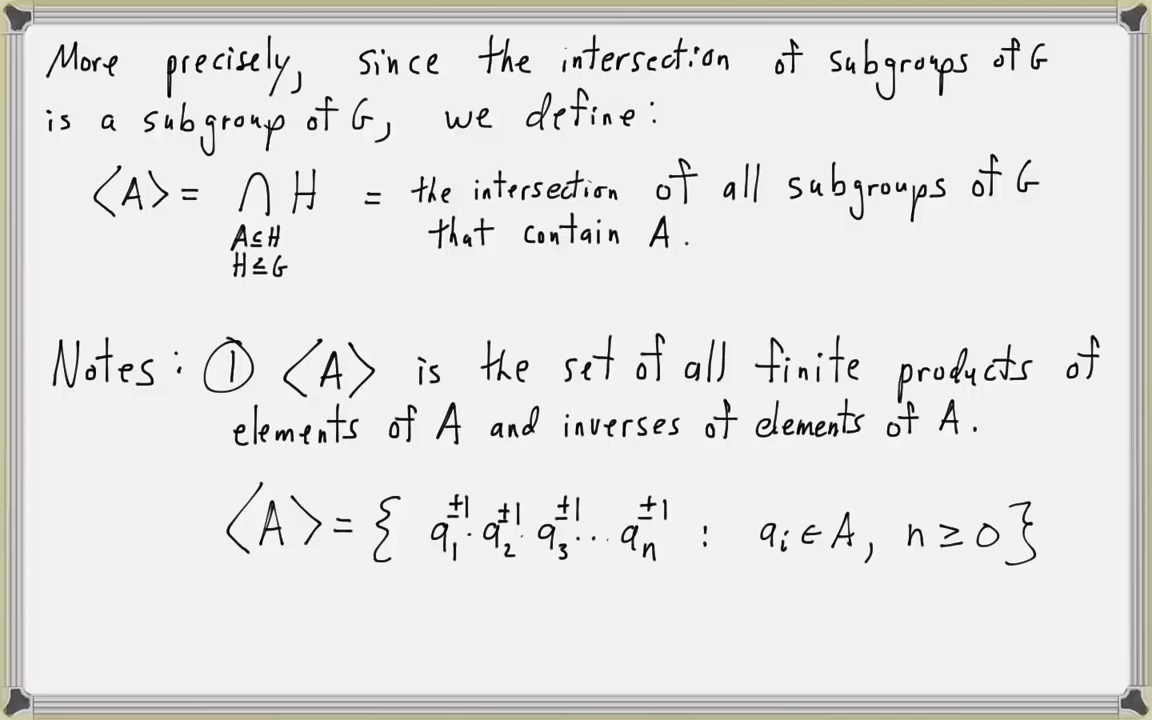 More precisely, since the intersection of subgroups of G
is a subgroup of G, we define:
⟨A⟩ = ⋂ H = the intersection of all subgroups of G
A⊆H that contain A.
H≤G
Notes: ① ⟨A⟩ is the set of all finite products of
elements of A and inverses of elements of A.
⟨A⟩ = { a₁^±1 · a₂^±1 · a₃^±1 ... aₙ^±1 : aᵢ ∈ A, n ≥ 0 }